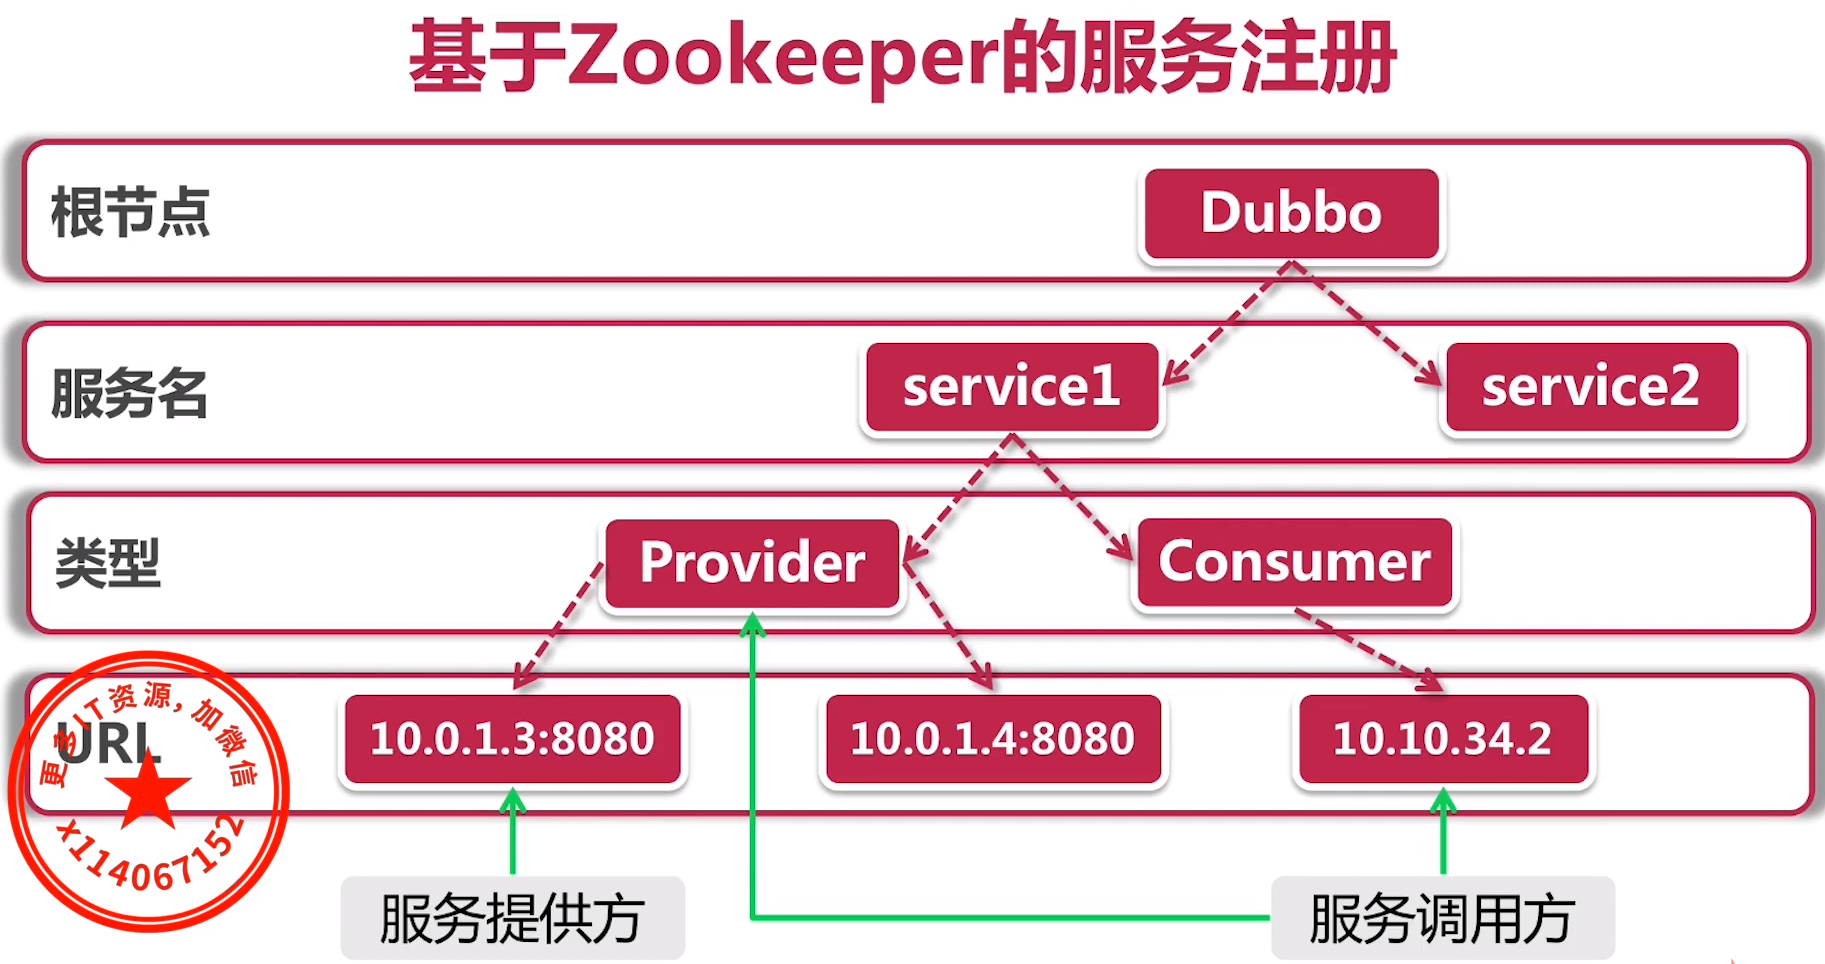 基于Zookeeper的服务注册
根节点
Dubbo
服务名
service1
service2
类型
Provider
Consumer
URL
10.0.1.3:8080
10.0.1.4:8080
10.10.34.2
更多IT资源,加微信
x114067152
服务提供方
服务调用方